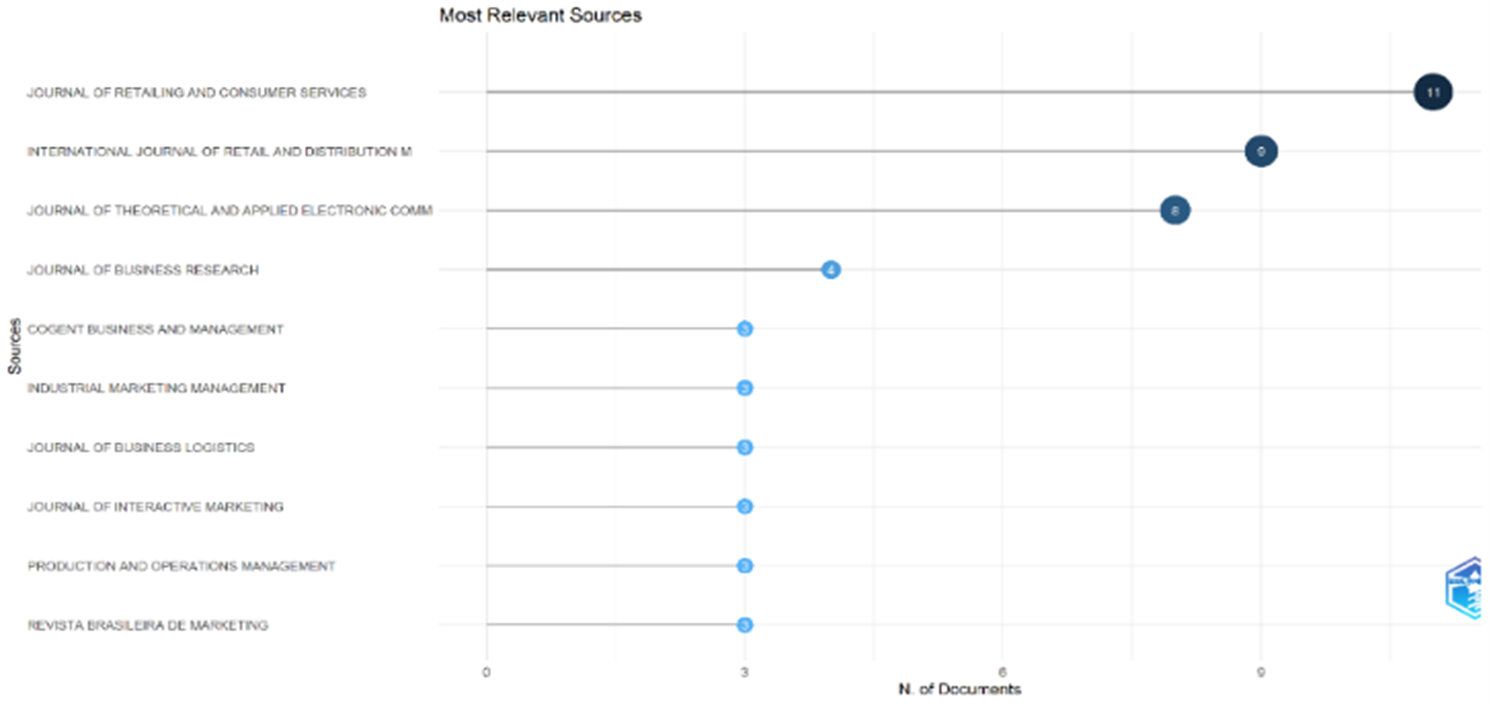 Most Relevant Sources
JOURNAL OF RETAILING AND CONSUMER SERVICES
11
INTERNATIONAL JOURNAL OF RETAIL AND DISTRIBUTION M
9
JOURNAL OF THEORETICAL AND APPLIED ELECTRONIC COMM
8
JOURNAL OF BUSINESS RESEARCH
4
COGENT BUSINESS AND MANAGEMENT
3
INDUSTRIAL MARKETING MANAGEMENT
3
JOURNAL OF BUSINESS LOGISTICS
3
JOURNAL OF INTERACTIVE MARKETING
3
PRODUCTION AND OPERATIONS MANAGEMENT
3
REVISTA BRASILEIRA DE MARKETING
3
Sources
0 3 6 9
N. of Documents